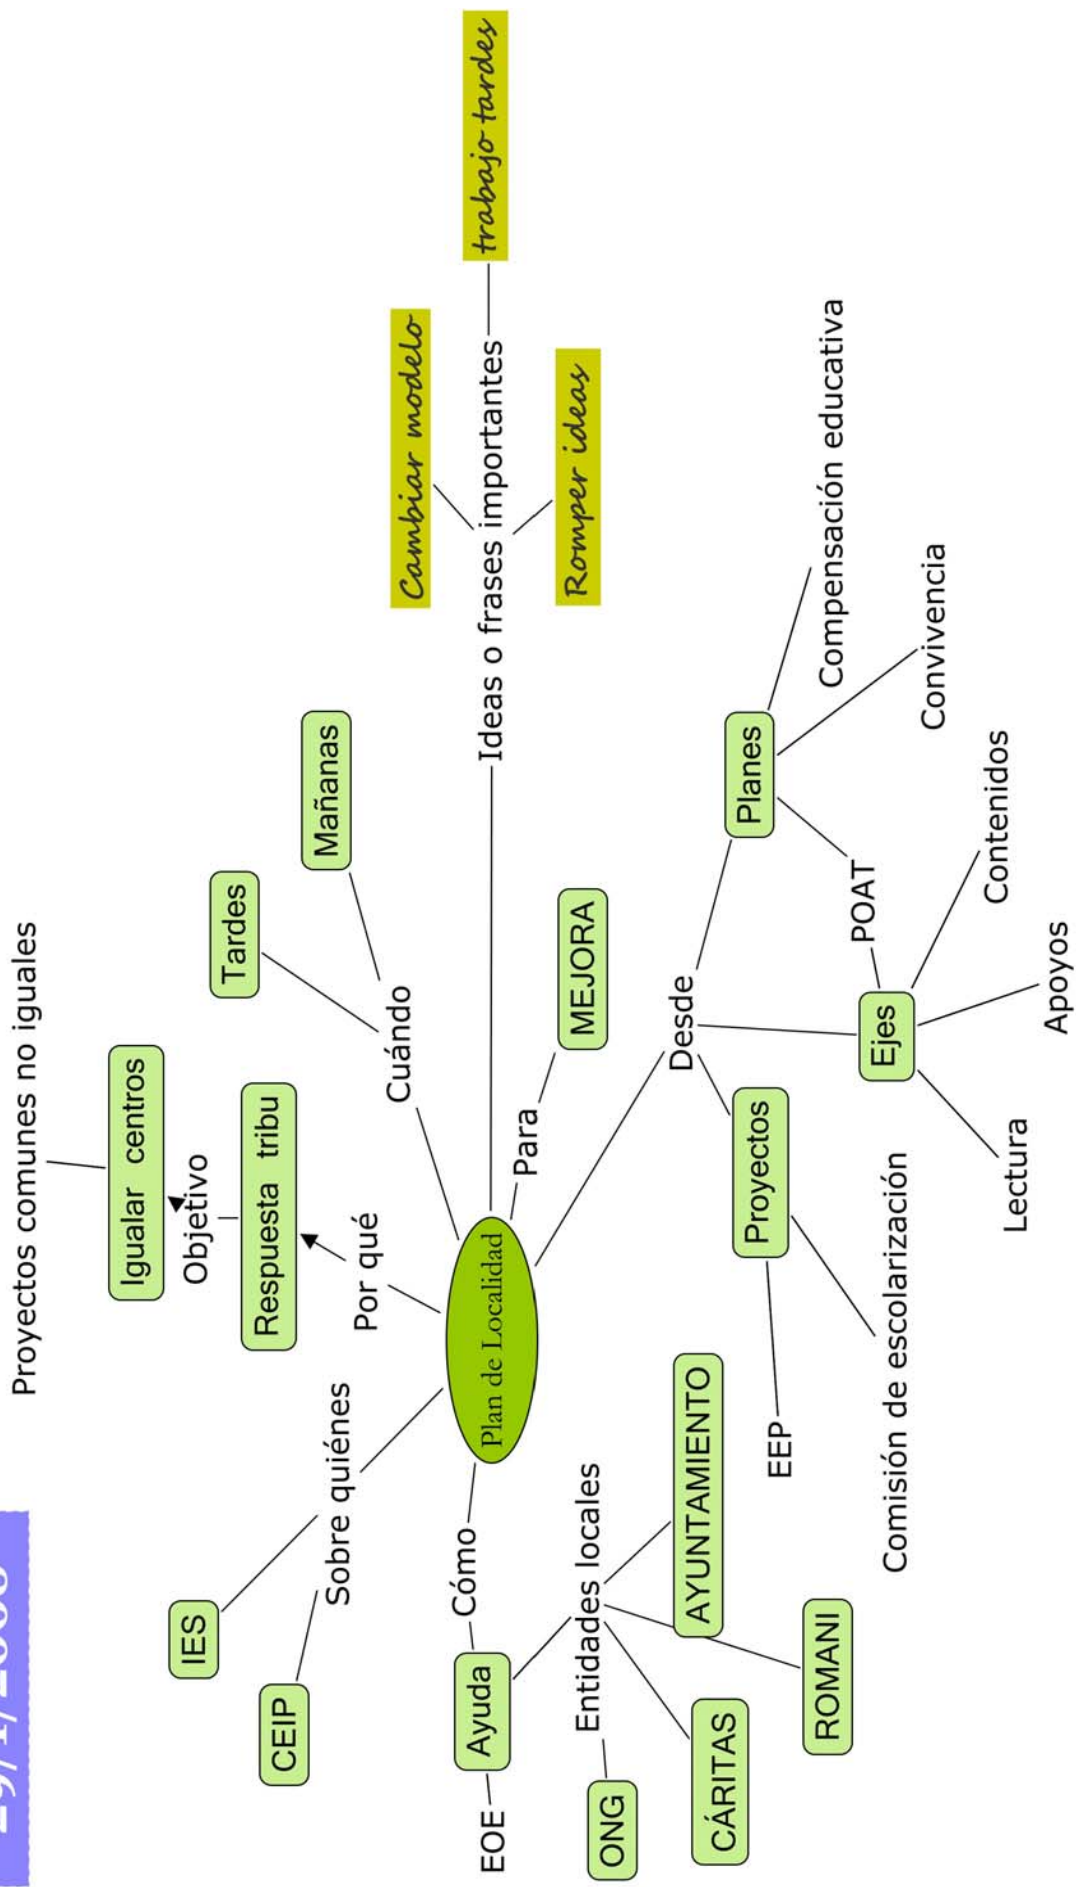 Proyectos comunes no iguales
Igualar centros
IES
Objetivo
Tardes
CEIP
Respuesta tribu
Mañanas
Sobre quiénes
Por qué
Cuándo
Cambiar modelo
Cómo
EOE
Ayuda
Plan de Localidad
Ideas o frases importantes
trabajo tardes
Para
MEJORA
Romper ideas
Entidades locales
ONG
Desde
AYUNTAMIENTO
CÁRITAS
Planes
Proyectos
EEP
ROMANI
Compensación educativa
POAT
Ejes
Comisión de escolarización
Convivencia
Contenidos
Lectura
Apoyos